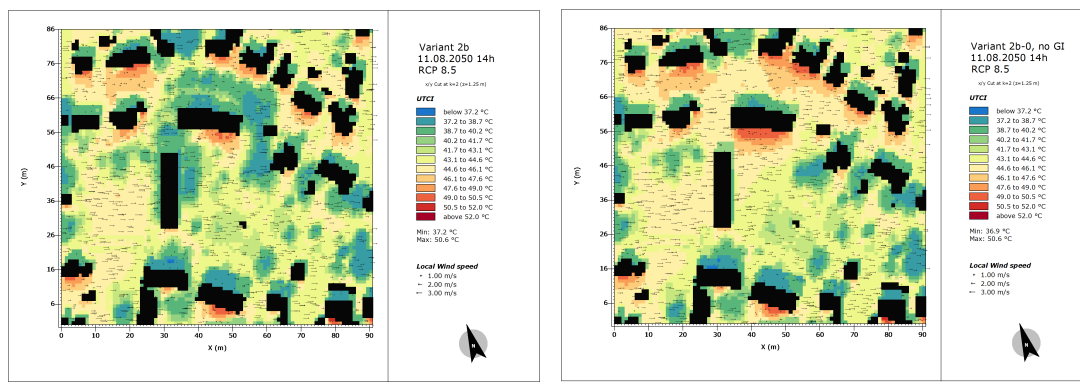 Variant 2b
11.08.2050 14h
RCP 8.5
x/y Cut at k=2 (z=1.25 m)
UTCI
below 37.2 °C
37.2 to 38.7 °C
38.7 to 40.2 °C
40.2 to 41.7 °C
41.7 to 43.1 °C
43.1 to 44.6 °C
44.6 to 46.1 °C
46.1 to 47.6 °C
47.6 to 49.0 °C
49.0 to 50.5 °C
50.5 to 52.0 °C
above 52.0 °C
Min: 37.2 °C
Max: 50.6 °C
Local Wind speed
1.00 m/s
2.00 m/s
3.00 m/s
N
86
76
66
56
46
36
26
16
6
Y (m)
0 10 20 30 40 50 60 70 80 90
X (m)
Variant 2b-0, no GI
11.08.2050 14h
RCP 8.5
x/y Cut at k=2 (z=1.25 m)
UTCI
below 37.2 °C
37.2 to 38.7 °C
38.7 to 40.2 °C
40.2 to 41.7 °C
41.7 to 43.1 °C
43.1 to 44.6 °C
44.6 to 46.1 °C
46.1 to 47.6 °C
47.6 to 49.0 °C
49.0 to 50.5 °C
50.5 to 52.0 °C
above 52.0 °C
Min: 36.9 °C
Max: 50.6 °C
Local Wind speed
1.00 m/s
2.00 m/s
3.00 m/s
N
86
76
66
56
46
36
26
16
6
Y (m)
0 10 20 30 40 50 60 70 80 90
X (m)